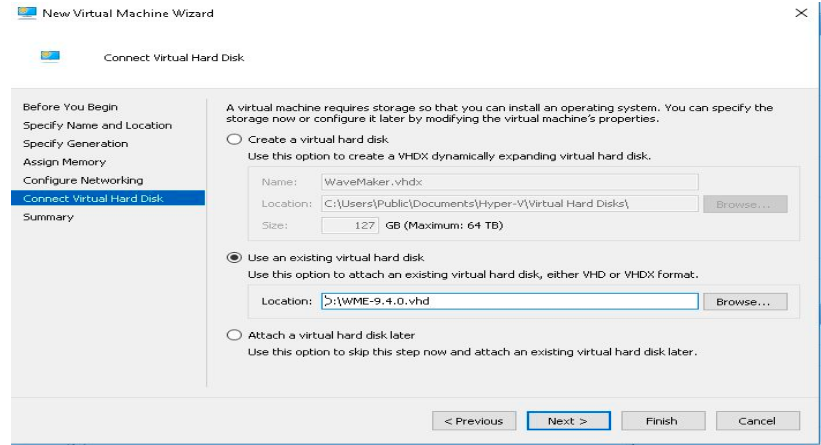 New Virtual Machine Wizard
Connect Virtual Hard Disk
Before You Begin
Specify Name and Location
Specify Generation
Assign Memory
Configure Networking
Connect Virtual Hard Disk
Summary
A virtual machine requires storage so that you can install an operating system. You can specify the
storage now or configure it later by modifying the virtual machine's properties.
Create a virtual hard disk
Use this option to create a VHDX dynamically expanding virtual hard disk.
Name: WaveMaker.vhdx
Location: C:\Users\Public\Documents\Hyper-V\Virtual Hard Disks\ Browse...
Size: 127 GB (Maximum: 64 TB)
Use an existing virtual hard disk
Use this option to attach an existing virtual hard disk, either VHD or VHDX format.
Location: D:\WME-9.4.0.vhd Browse...
Attach a virtual hard disk later
Use this option to skip this step now and attach an existing virtual hard disk later.
< Previous Next > Finish Cancel